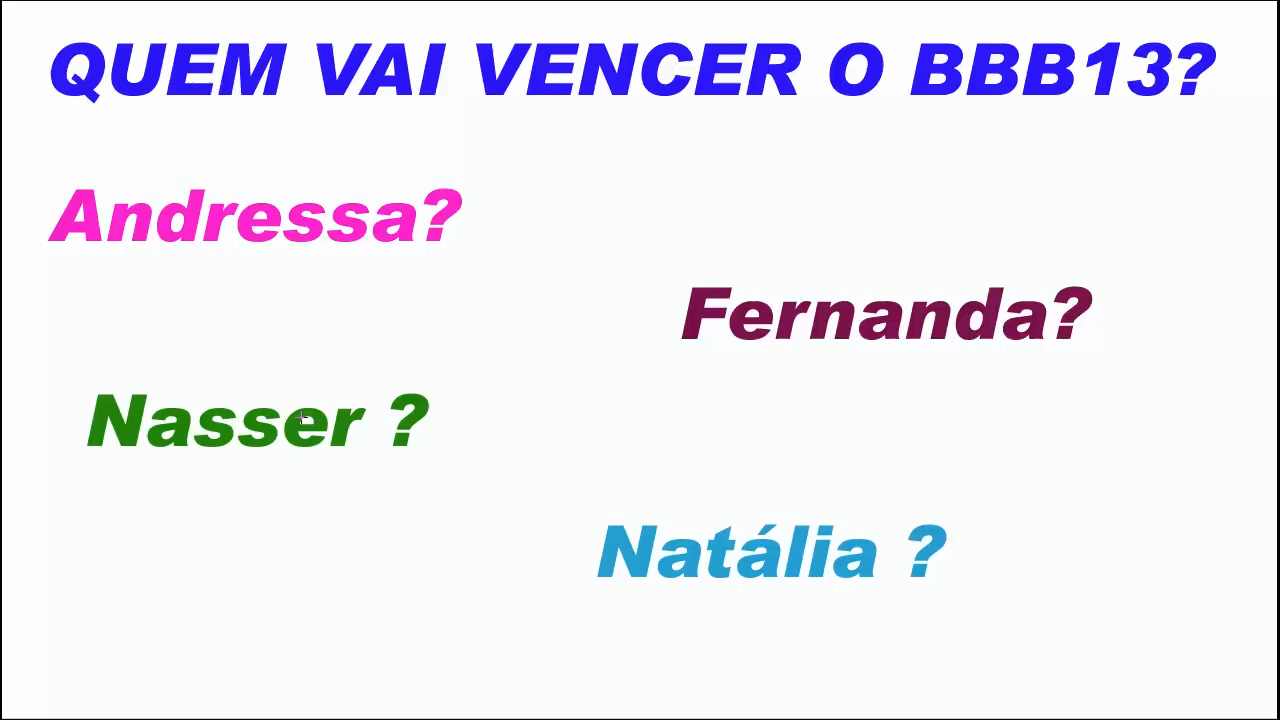 QUEM VAI VENCER O BBB13?
Andressa?
Fernanda?
Nasser ?
Natália ?